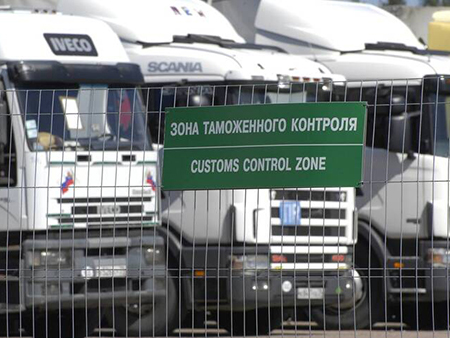 IVECO
SCANIA
ЗОНА ТАМОЖЕННОГО КОНТРОЛЯ
CUSTOMS CONTROL ZONE